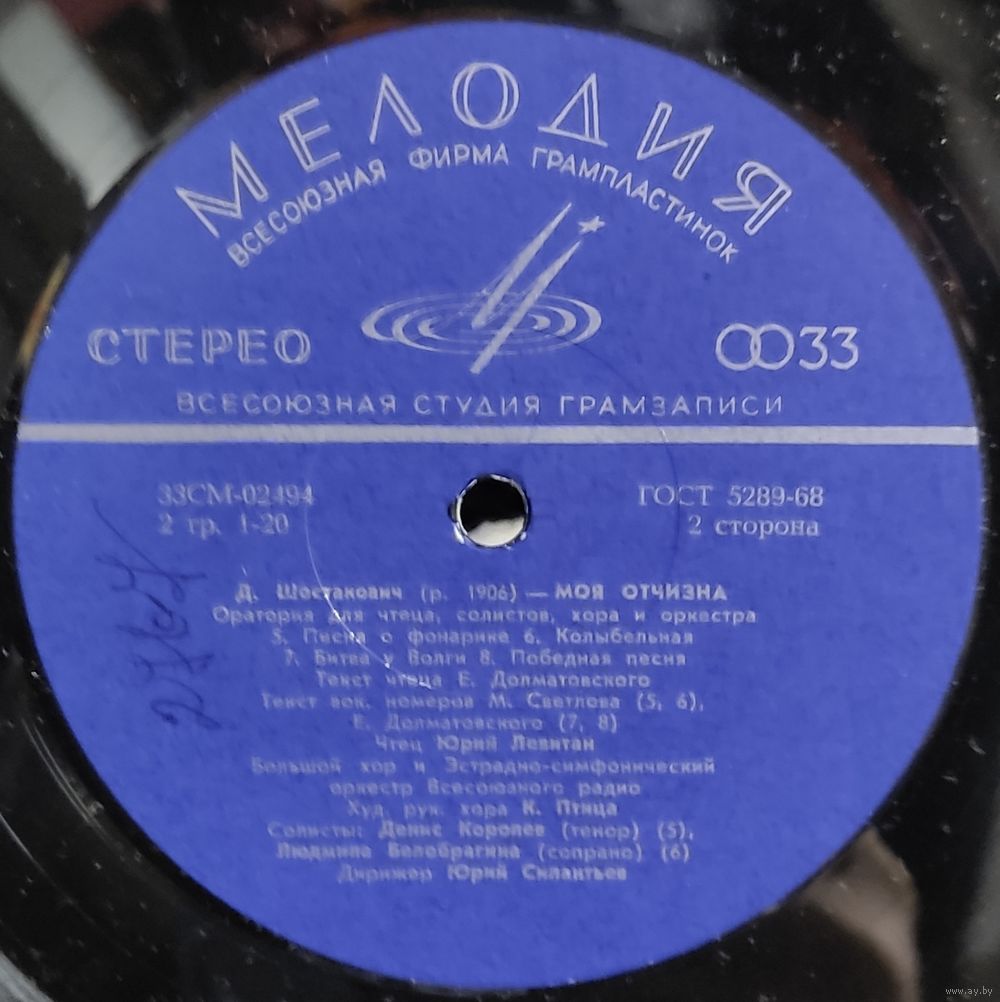 МЕЛОДИЯ
ВСЕСОЮЗНАЯ ФИРМА ГРАМПЛАСТИНОК
СТЕРЕО
33
ВСЕСОЮЗНАЯ СТУДИЯ ГРАМЗАПИСИ
33СМ-02494
ГОСТ 5289-68
2 гр. 1-20
2 сторона
Д. Шостакович (р. 1906) — МОЯ ОТЧИЗНА
Оратория для чтеца, солистов, хора и оркестра
5. Песня о фонарике 6. Колыбельная
7. Битва у Волги 8. Победная песня
Текст чтеца Е. Долматовского
Текст вок. номеров М. Светлова (5, 6),
Е. Долматовского (7, 8)
Чтец Юрий Левитан
Большой хор и Эстрадно-симфонический
оркестр Всесоюзного радио
Худ. рук. хора К. Птица
Солисты: Денис Королев (тенор) (5),
Людмила Белобрагина (сопрано) (6)
Дирижер Юрий Силантьев
www.ay.by